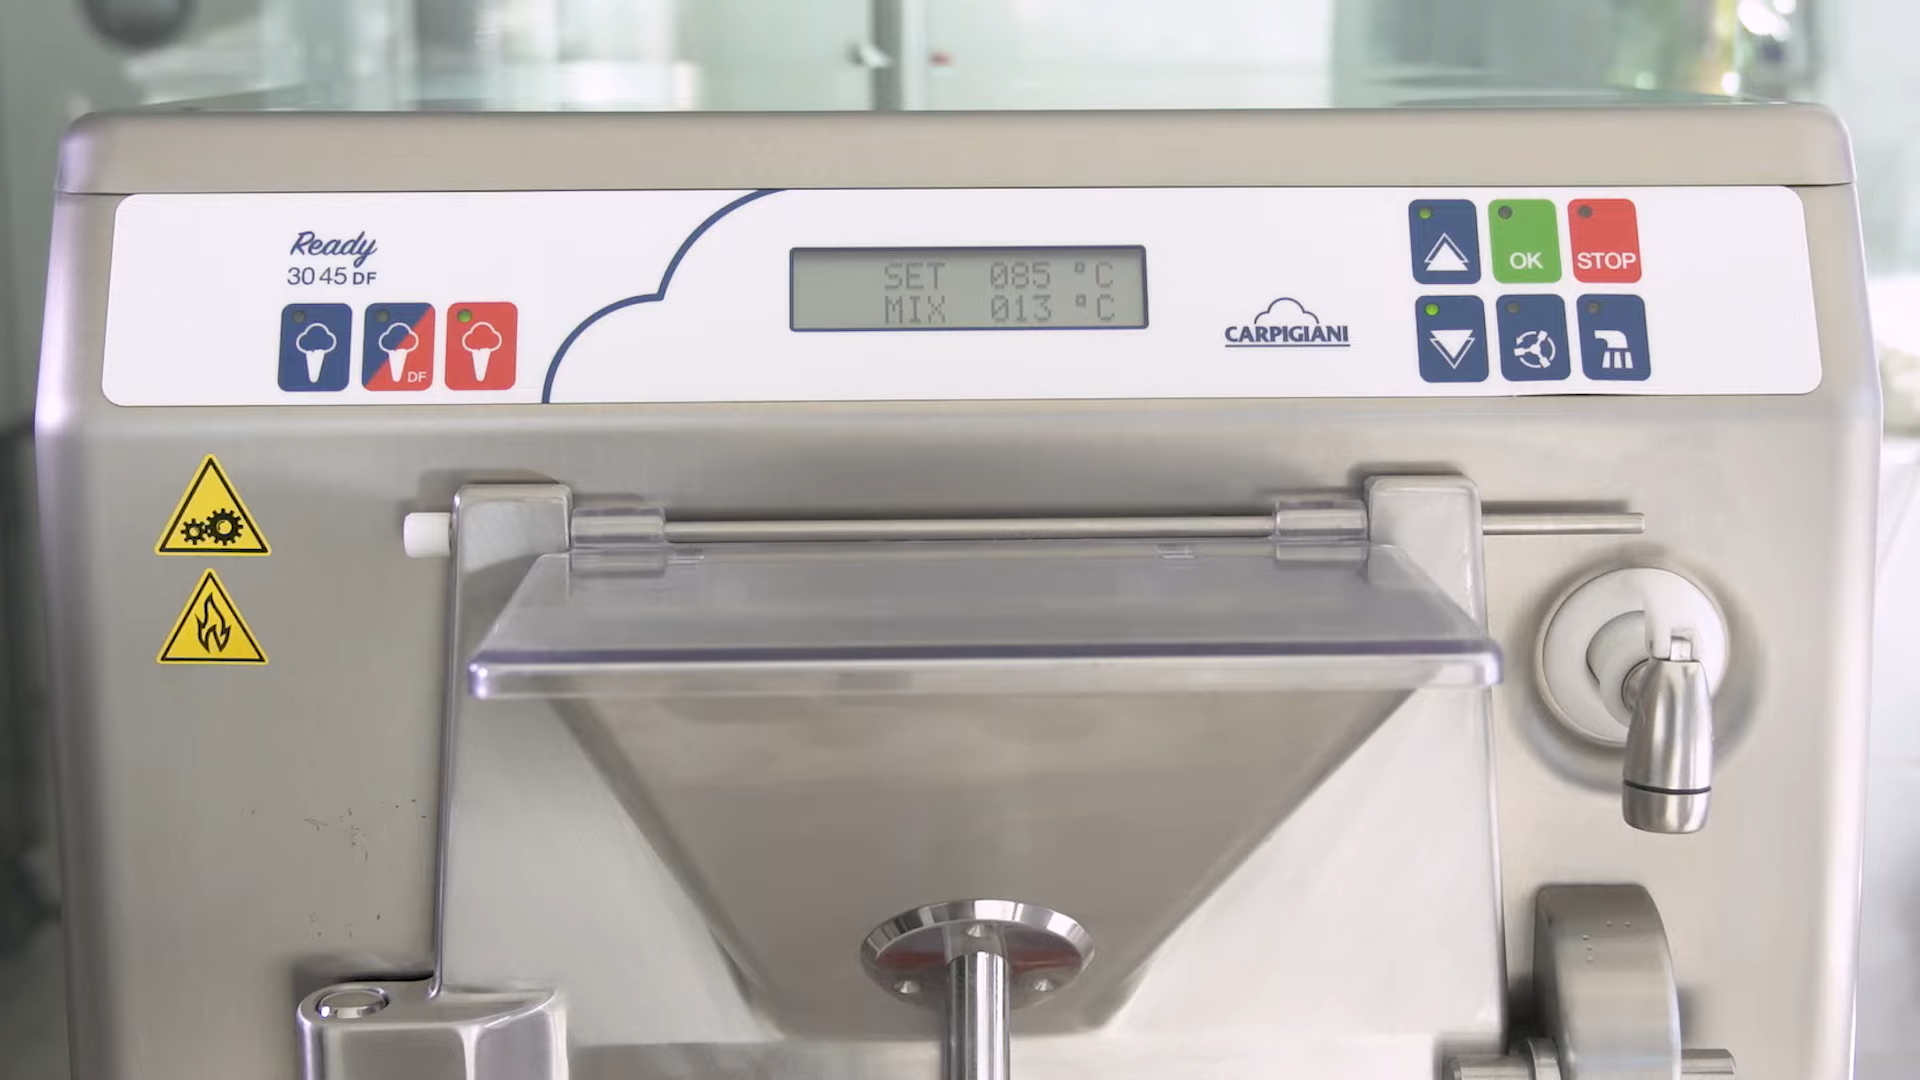 Ready
30 45 DF
DF
SET 085 °C
MIX 013 °C
CARPIGIANI
OK
STOP